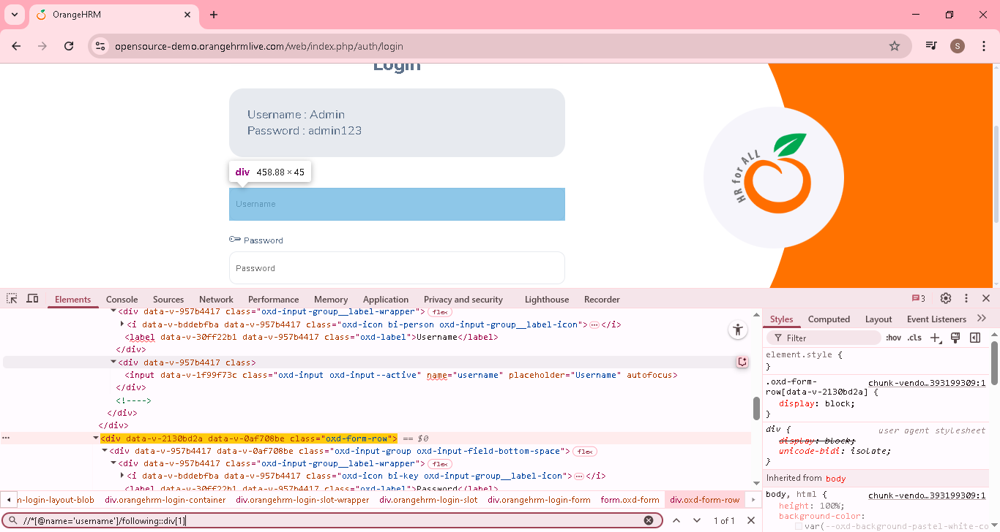 OrangeHRM
opensource-demo.orangehrmlive.com/web/index.php/auth/login
S
Login
Username : Admin
Password : admin123
div 458.88 × 45
Username
Password
Password
HR for ALL
Elements Console Sources Network Performance Memory Application Privacy and security Lighthouse Recorder
3
<div data-v-957b4417 class="oxd-input-group__label-wrapper"> flex
<i data-v-bddebfba data-v-957b4417 class="oxd-icon bi-person oxd-input-group__label-icon"> … </i>
<label data-v-30ff22b1 data-v-957b4417 class="oxd-label">Username</label>
</div>
<div data-v-957b4417 class>
<input data-v-1f99f73c class="oxd-input oxd-input--active" name="username" placeholder="Username" autofocus>
</div>
<!---->
</div>
</div>
… <div data-v-2130bd2a data-v-0af708be class="oxd-form-row"> == $0
<div data-v-957b4417 data-v-0af708be class="oxd-input-group oxd-input-field-bottom-space"> flex
<div data-v-957b4417 class="oxd-input-group__label-wrapper"> flex
<i data-v-bddebfba data-v-957b4417 class="oxd-icon bi-key oxd-input-group__label-icon"> … </i>
<label data-v-30ff22b1 data-v-957b4417 class="oxd-label">Password</label>
n-login-layout-blob div.orangehrm-login-container div.orangehrm-login-slot-wrapper div.orangehrm-login-slot div.orangehrm-login-form form.oxd-form div.oxd-form-row
//*[@name='username']/following::div[1]
1 of 1
Styles Computed Layout Event Listeners
Filter :hov .cls
element.style {
}
.oxd-form-row[data-v-2130bd2a] { chunk-vendo…393199309:1
display: block;
}
div { user agent stylesheet
display: block;
unicode-bidi: isolate;
}
Inherited from body
body, html { chunk-vendo…393199309:1
height: 100%;
background-color:
var(--oxd-background-pastel-white-co